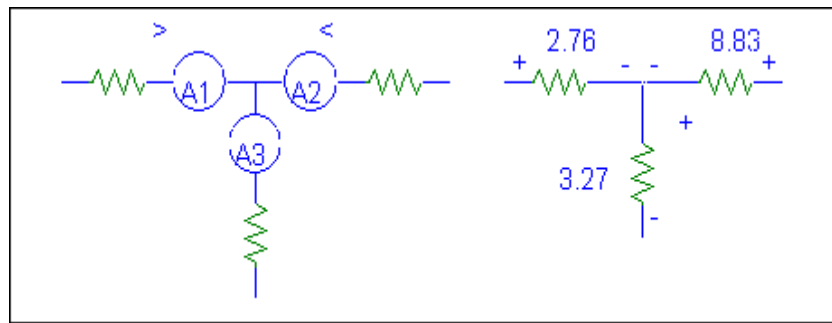 > <
A1 A2
A3
2.76 8.83
+ - - +
+
3.27
-